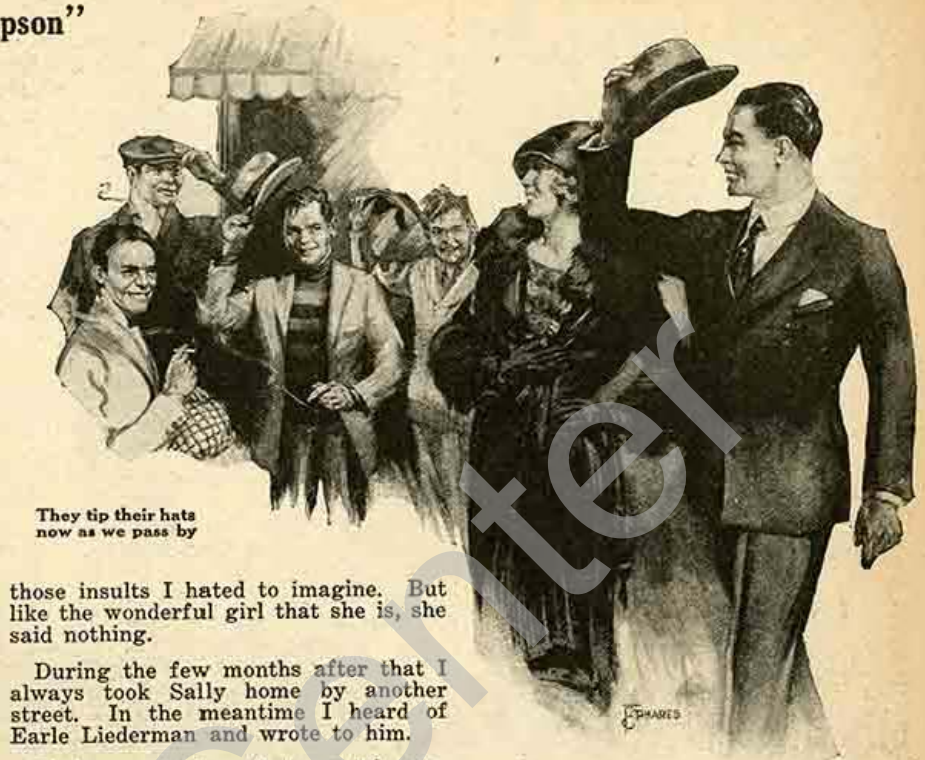 pson”
They tip their hats
now as we pass by
those insults I hated to imagine. But
like the wonderful girl that she is, she
said nothing.
During the few months after that I
always took Sally home by another
street. In the meantime I heard of
Earle Liederman and wrote to him.
enter